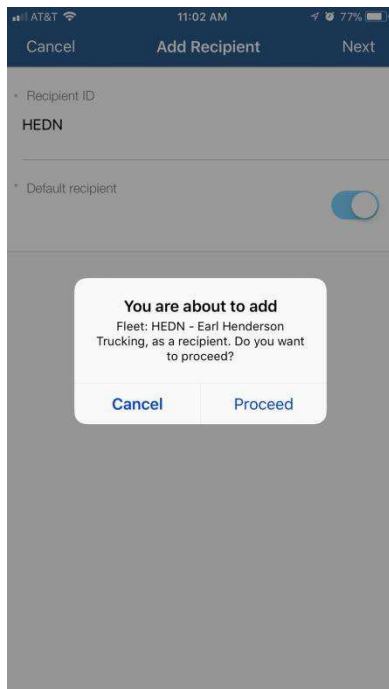 AT&T 11:02 AM 77%
Cancel Add Recipient Next
* Recipient ID
HEDN
* Default recipient
You are about to add
Fleet: HEDN - Earl Henderson
Trucking, as a recipient. Do you want
to proceed?
Cancel Proceed